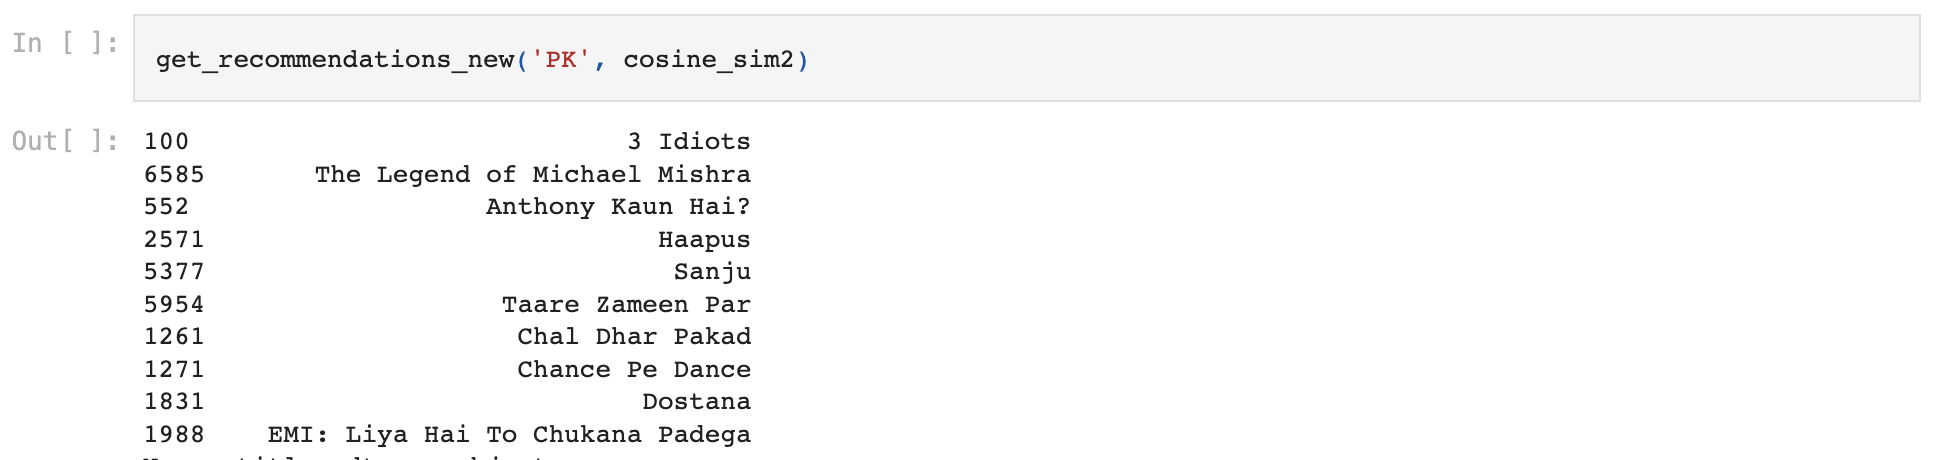 In [ ]: get_recommendations_new('PK', cosine_sim2)
Out[ ]: 100 3 Idiots
6585 The Legend of Michael Mishra
552 Anthony Kaun Hai?
2571 Haapus
5377 Sanju
5954 Taare Zameen Par
1261 Chal Dhar Pakad
1271 Chance Pe Dance
1831 Dostana
1988 EMI: Liya Hai To Chukana Padega